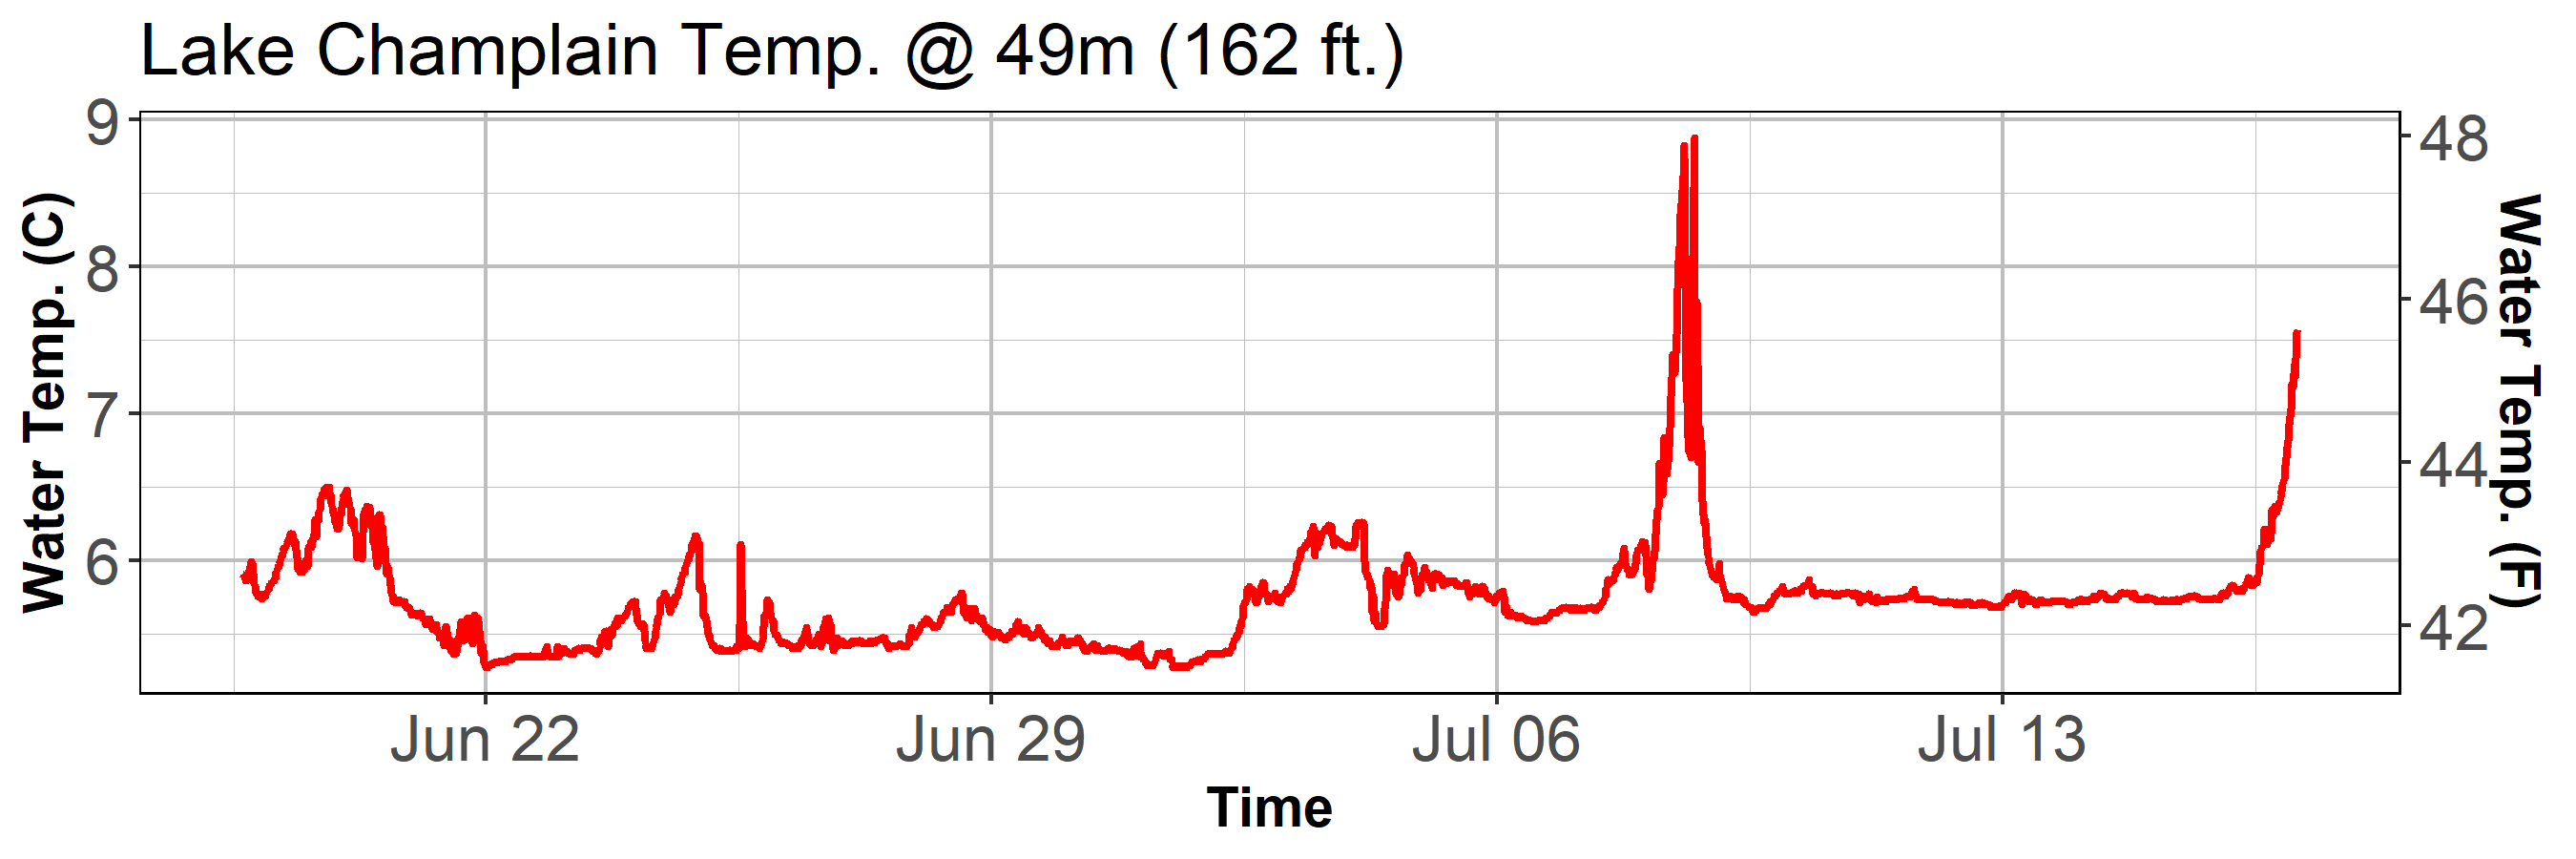 Lake Champlain Temp. @ 49m (162 ft.)
9
8
7
6
Water Temp. (C)
48
46
44
42
Water Temp. (F)
Jun 22
Jun 29
Jul 06
Jul 13
Time